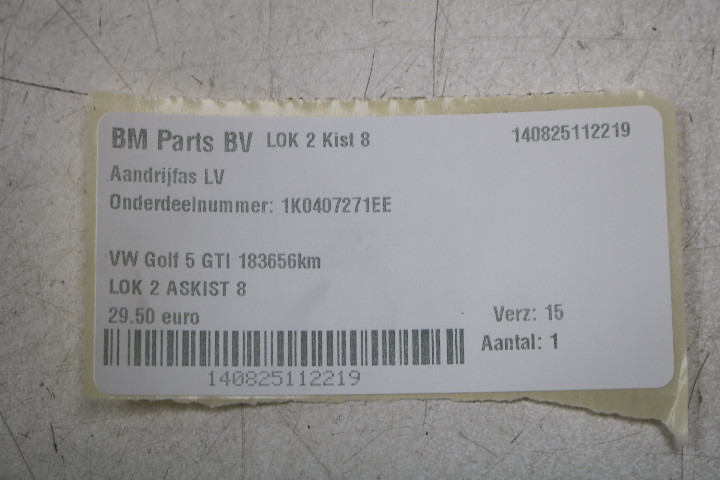 BM Parts BV LOK 2 Kist 8 140825112219
Aandrijfas LV
Onderdeelnummer: 1K0407271EE
VW Golf 5 GTI 183656km
LOK 2 ASKIST 8
29.50 euro Verz: 15
Aantal: 1
140825112219